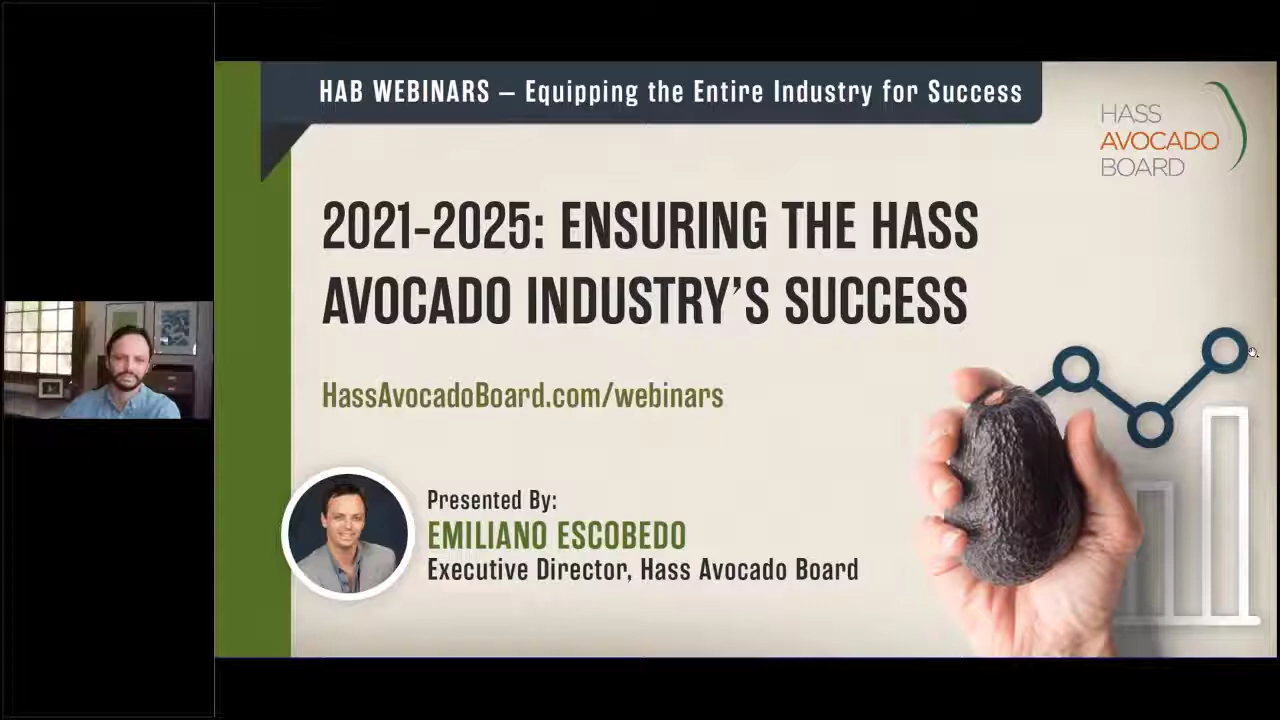 HAB WEBINARS – Equipping the Entire Industry for Success
HASS
AVOCADO
BOARD
2021-2025: ENSURING THE HASS
AVOCADO INDUSTRY'S SUCCESS
HassAvocadoBoard.com/webinars
Presented By:
EMILIANO ESCOBEDO
Executive Director, Hass Avocado Board